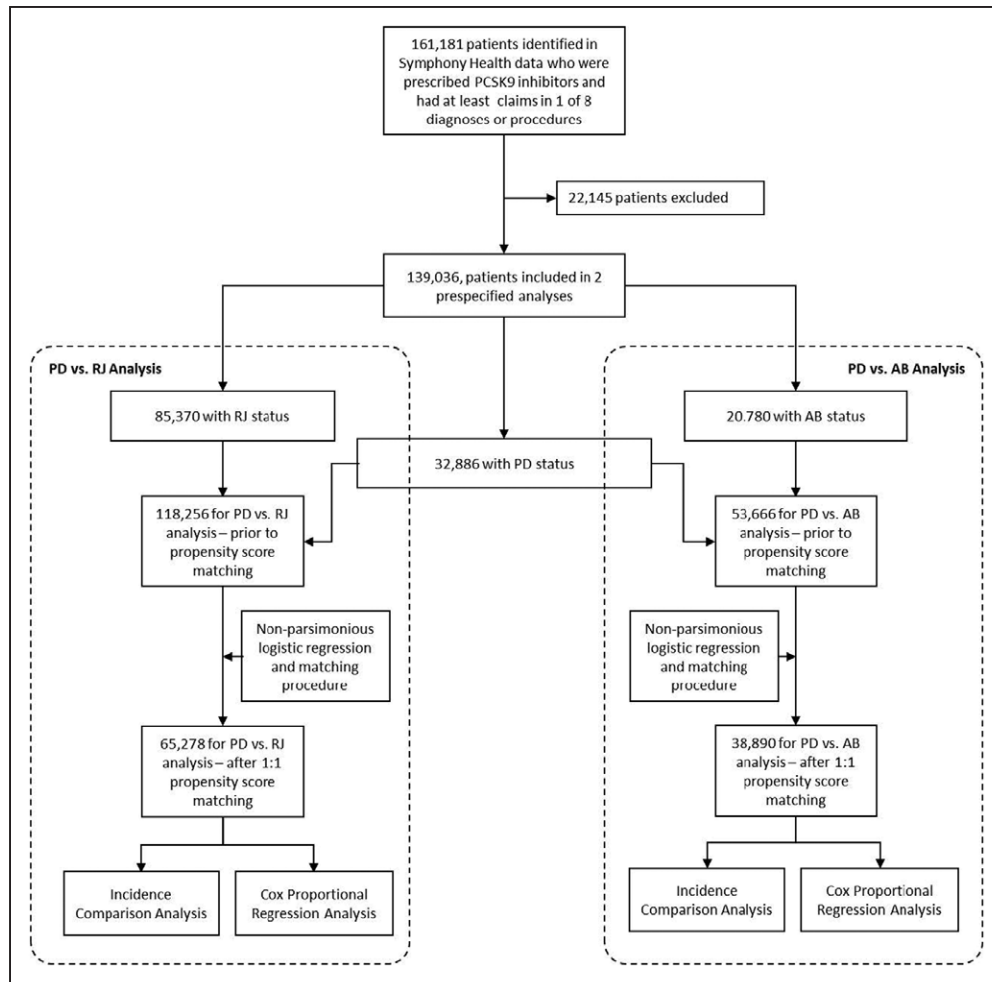 161,181 patients identified in
Symphony Health data who were
prescribed PCSK9 inhibitors and
had at least claims in 1 of 8
diagnoses or procedures
22,145 patients excluded
139,036, patients included in 2
prespecified analyses
PD vs. RJ Analysis
PD vs. AB Analysis
85,370 with RJ status
20.780 with AB status
32,886 with PD status
118,256 for PD vs. RJ
analysis – prior to
propensity score
matching
53,666 for PD vs. AB
analysis – prior to
propensity score
matching
Non-parsimonious
logistic regression
and matching
procedure
Non-parsimonious
logistic regression
and matching
procedure
65,278 for PD vs. RJ
analysis – after 1:1
propensity score
matching
38,890 for PD vs. AB
analysis – after 1:1
propensity score
matching
Incidence
Comparison Analysis
Cox Proportional
Regression Analysis
Incidence
Comparison Analysis
Cox Proportional
Regression Analysis